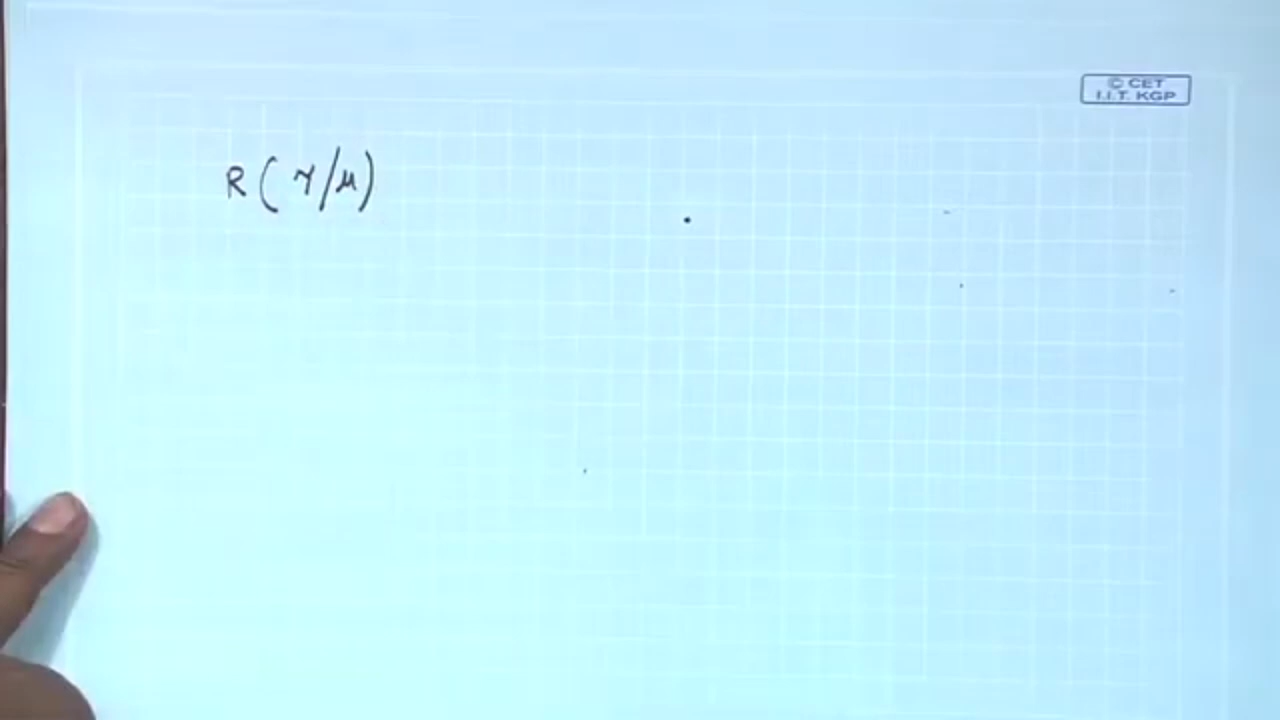 © CET
I.I.T. KGP
R( γ/μ)